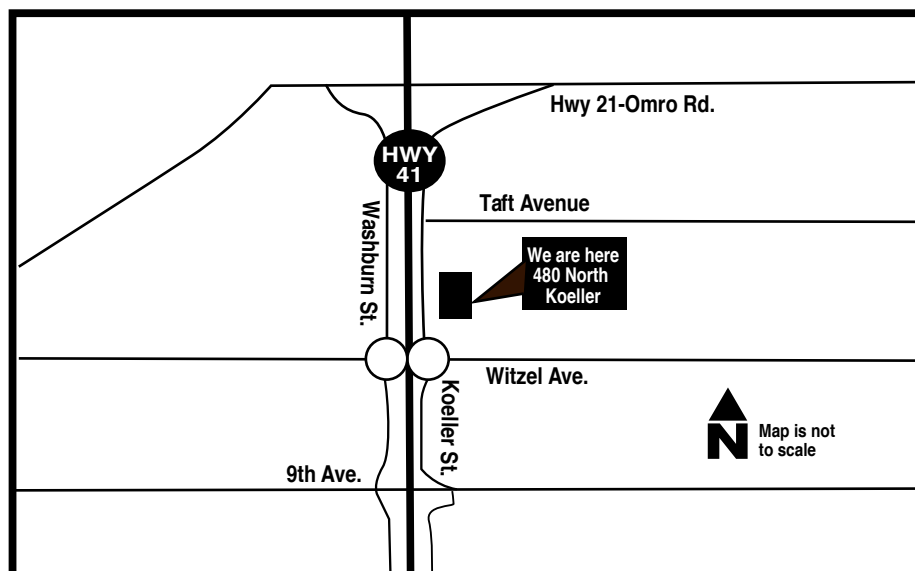 Hwy 21-Omro Rd.
HWY
41
Taft Avenue
Washburn St.
We are here
480 North
Koeller
Witzel Ave.
Koeller St.
N
Map is not
to scale
9th Ave.